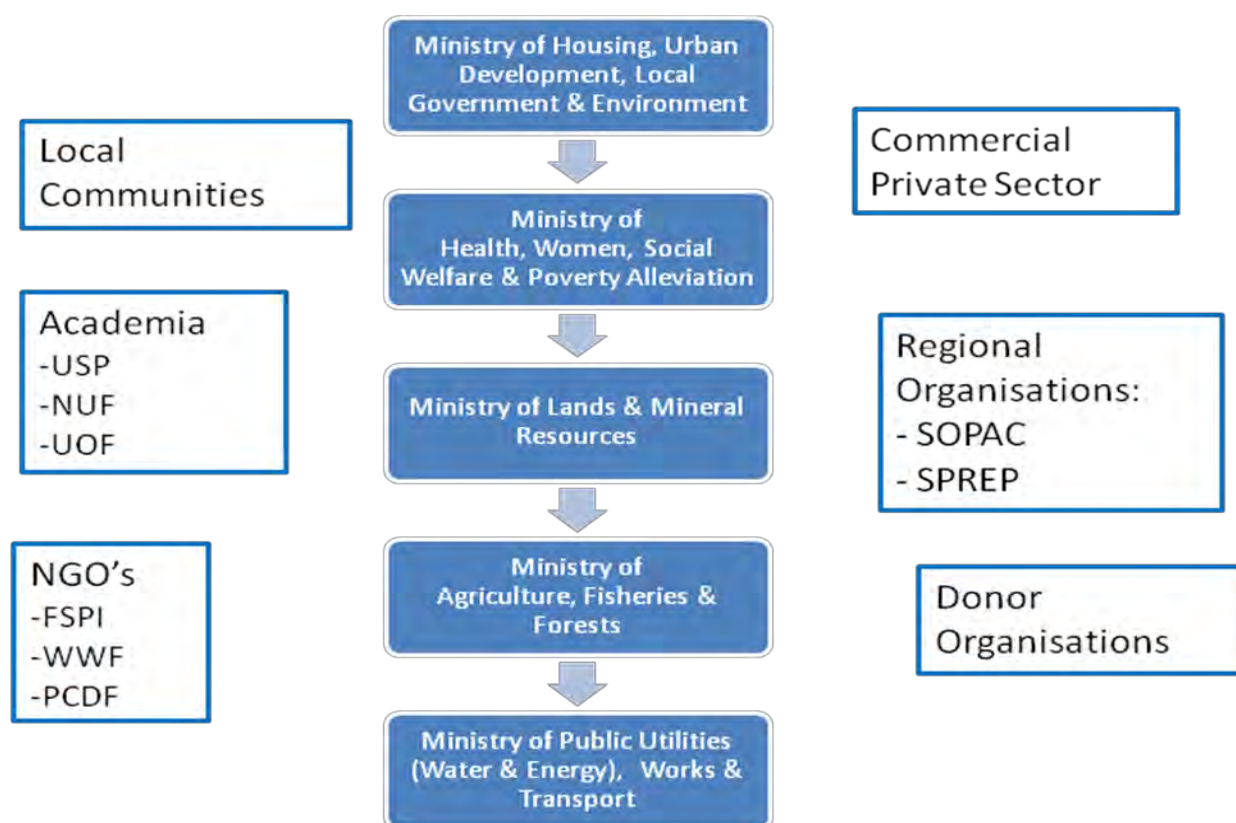 Ministry of Housing, Urban
Development, Local
Government & Environment
Local
Communities
Commercial
Private Sector
Ministry of
Health, Women, Social
Welfare & Poverty Alleviation
Academia
-USP
-NUF
-UOF
Ministry of Lands & Mineral
Resources
Regional
Organisations:
- SOPAC
- SPREP
NGO's
-FSPI
-WWF
-PCDF
Ministry of
Agriculture, Fisheries &
Forests
Donor
Organisations
Ministry of Public Utilities
(Water & Energy), Works &
Transport